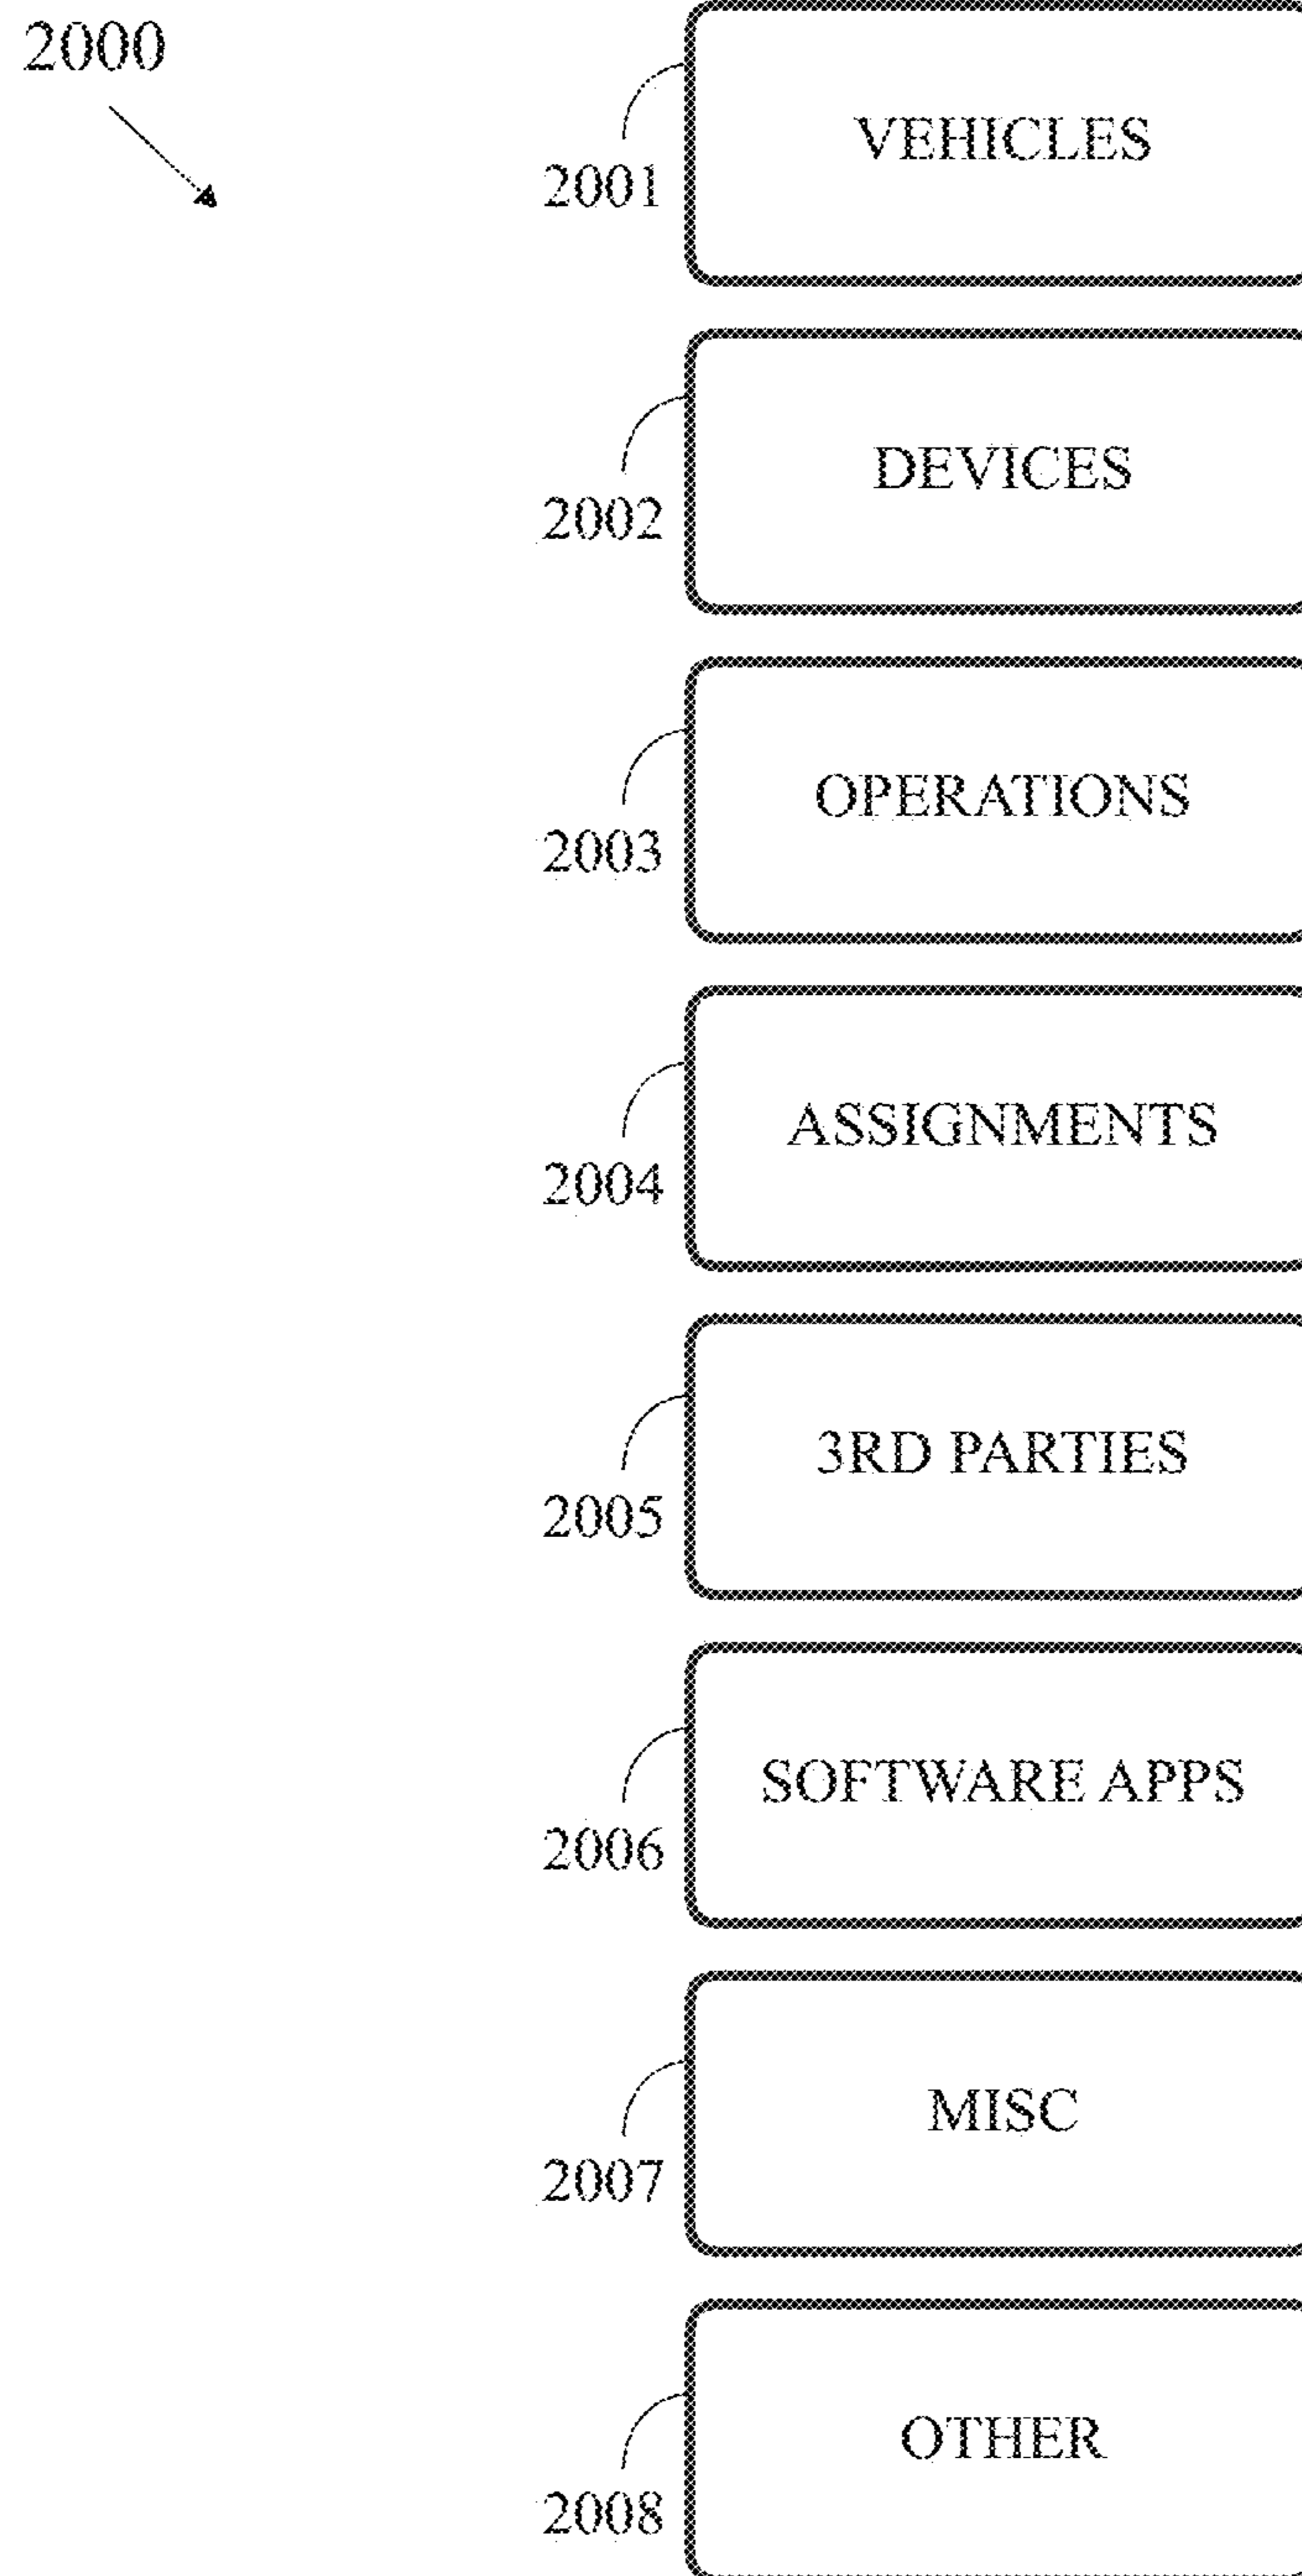 2000
VEHICLES
2001
DEVICES
2002
OPERATIONS
2003
ASSIGNMENTS
2004
3RD PARTIES
2005
SOFTWARE APPS
2006
MISC
2007
OTHER
2008